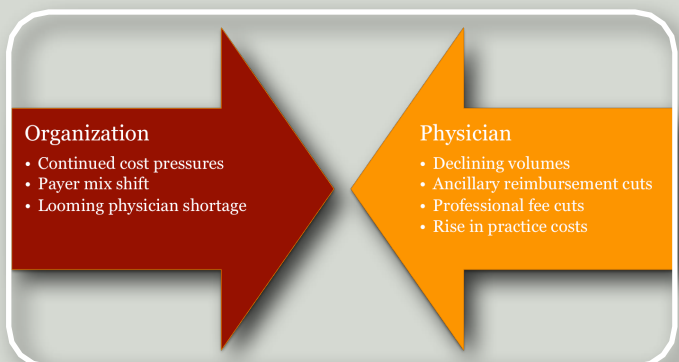 Organization
• Continued cost pressures
• Payer mix shift
• Looming physician shortage
Physician
• Declining volumes
• Ancillary reimbursement cuts
• Professional fee cuts
• Rise in practice costs